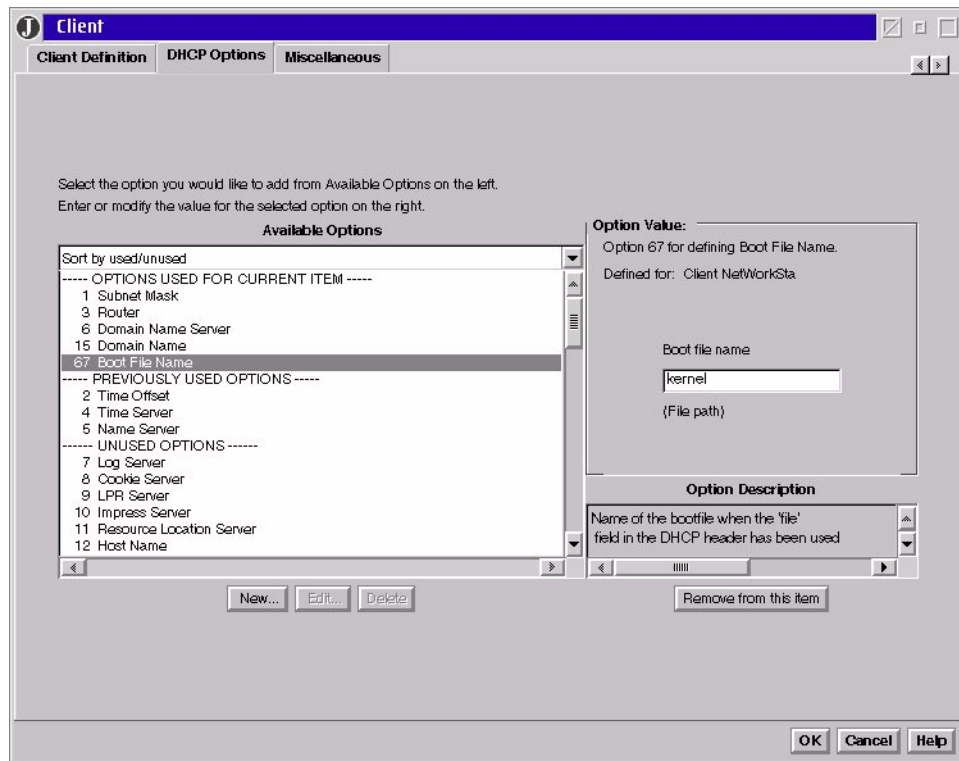 J Client
Client Definition DHCP Options Miscellaneous
Select the option you would like to add from Available Options on the left.
Enter or modify the value for the selected option on the right.
Available Options
Sort by used/unused
----- OPTIONS USED FOR CURRENT ITEM -----
1 Subnet Mask
3 Router
6 Domain Name Server
15 Domain Name
67 Boot File Name
----- PREVIOUSLY USED OPTIONS -----
2 Time Offset
4 Time Server
5 Name Server
------ UNUSED OPTIONS ------
7 Log Server
8 Cookie Server
9 LPR Server
10 Impress Server
11 Resource Location Server
12 Host Name
New... Edit... Delete
Option Value:
Option 67 for defining Boot File Name.
Defined for: Client NetWorkSta
Boot file name
kernel
(File path)
Option Description
Name of the bootfile when the 'file'
field in the DHCP header has been used
Remove from this item
OK Cancel Help